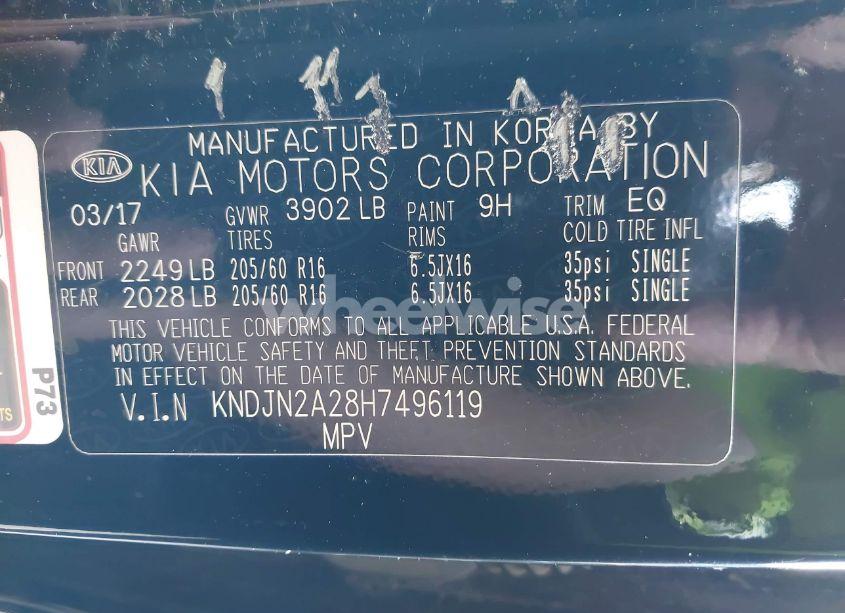 MANUFACTURED IN KOREA BY
KIA KIA MOTORS CORPORATION
03/17 GVWR 3902 LB PAINT 9H TRIM EQ
GAWR TIRES RIMS COLD TIRE INFL
FRONT 2249 LB 205/60 R16 6.5JX16 35psi SINGLE
REAR 2028 LB 205/60 R16 6.5JX16 35psi SINGLE
wheelwise
THIS VEHICLE CONFORMS TO ALL APPLICABLE U.S.A. FEDERAL
MOTOR VEHICLE SAFETY AND THEFT PREVENTION STANDARDS
IN EFFECT ON THE DATE OF MANUFACTURE SHOWN ABOVE.
V.I.N KNDJN2A28H7496119
MPV
P73